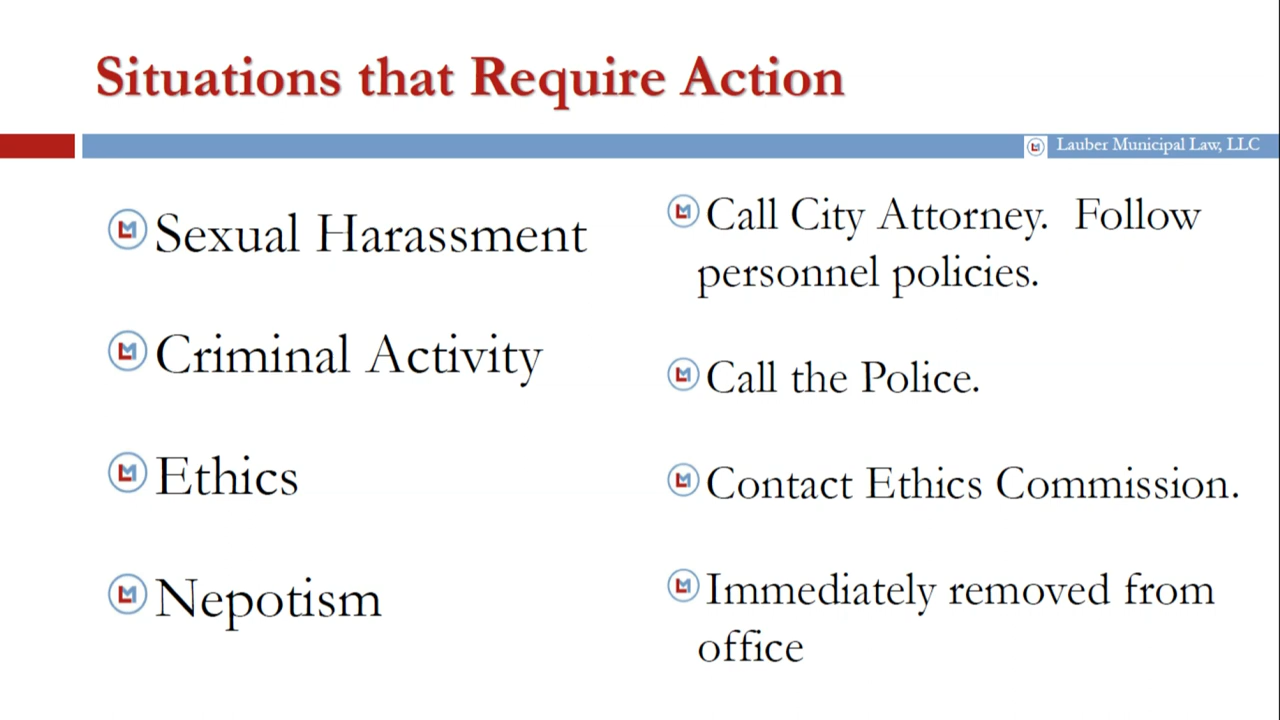 Situations that Require Action
Lauber Municipal Law, LLC
Sexual Harassment
Criminal Activity
Ethics
Nepotism
Call City Attorney. Follow
personnel policies.
Call the Police.
Contact Ethics Commission.
Immediately removed from
office